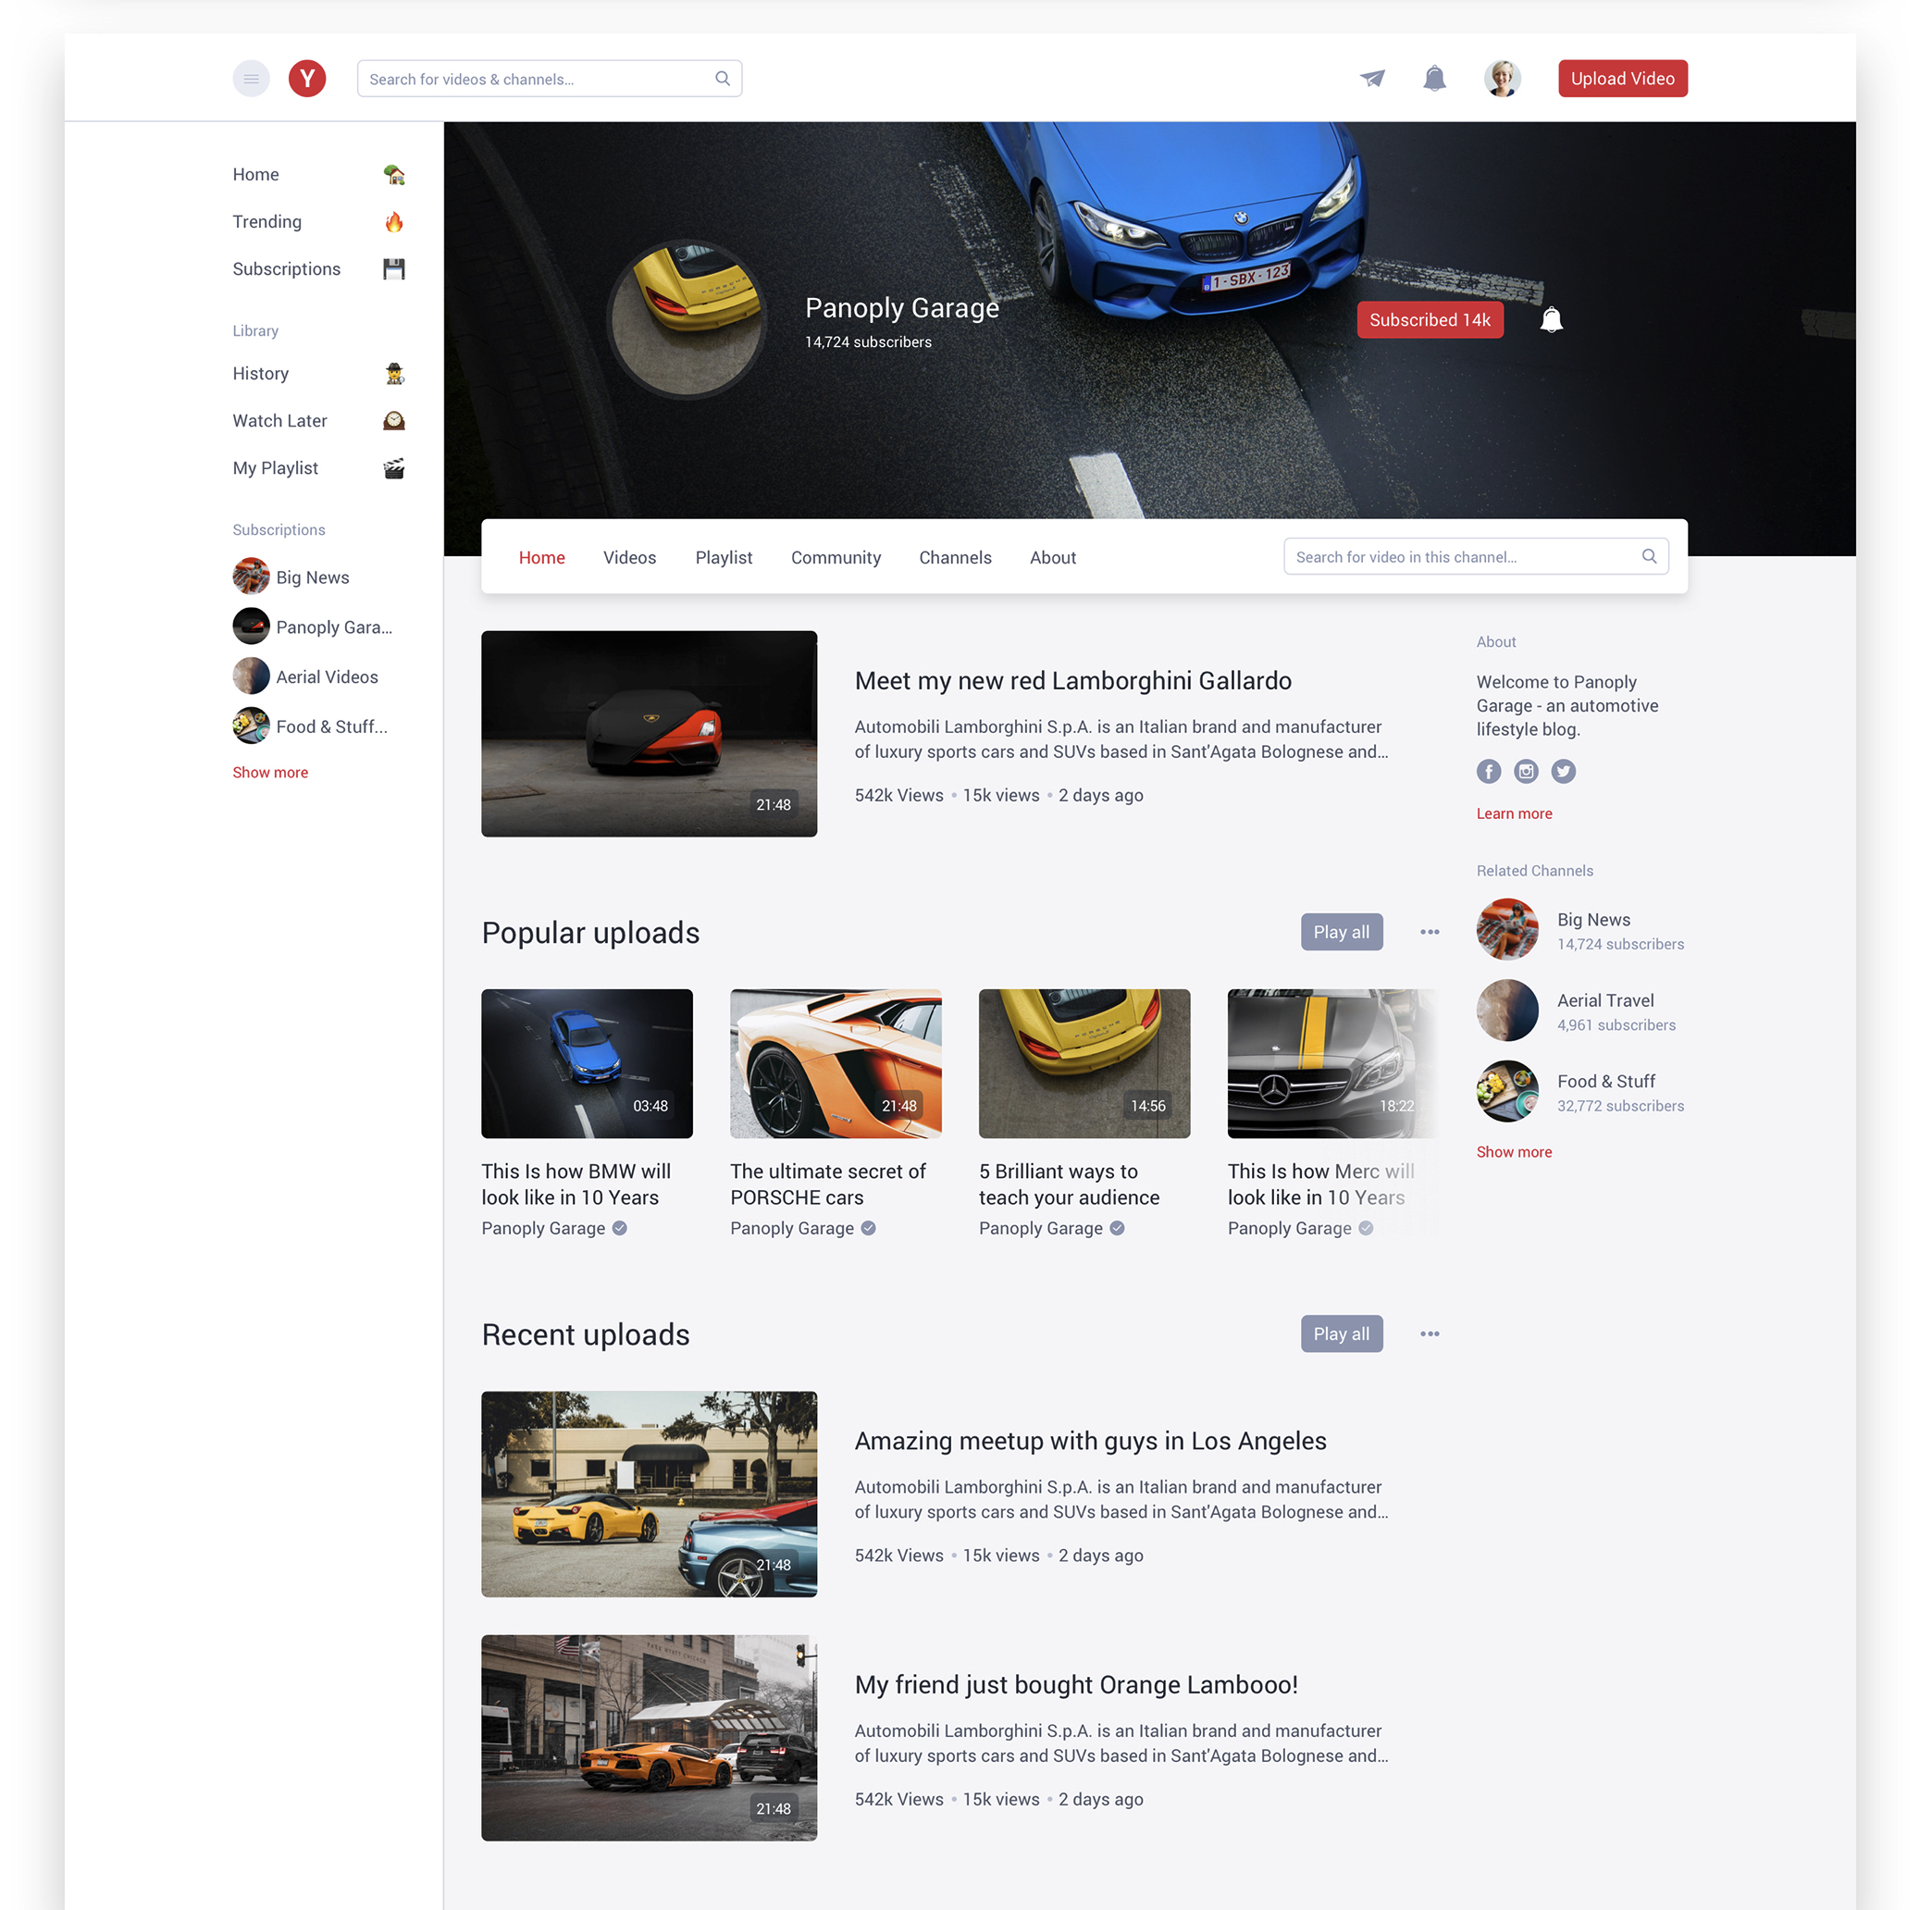 Y
Search for videos & channels...
Upload Video
Home
Trending
Subscriptions
Library
History
Watch Later
My Playlist
Subscriptions
Big News
Panoply Gara...
Aerial Videos
Food & Stuff...
Show more
1-SBX-123
PORSCHE
Panoply Garage
14,724 subscribers
Subscribed 14k
Home
Videos
Playlist
Community
Channels
About
Search for video in this channel...
21:48
Meet my new red Lamborghini Gallardo
Automobili Lamborghini S.p.A. is an Italian brand and manufacturer
of luxury sports cars and SUVs based in Sant'Agata Bolognese and...
542k Views • 15k views • 2 days ago
About
Welcome to Panoply
Garage - an automotive
lifestyle blog.
Learn more
Related Channels
Big News
14,724 subscribers
Aerial Travel
4,961 subscribers
Food & Stuff
32,772 subscribers
Show more
Popular uploads
Play all
03:48
This Is how BMW will
look like in 10 Years
Panoply Garage
21:48
The ultimate secret of
PORSCHE cars
Panoply Garage
PORSCHE
14:56
5 Brilliant ways to
teach your audience
Panoply Garage
18:22
This Is how Merc will
look like in 10 Years
Panoply Garage
Recent uploads
Play all
21:48
Amazing meetup with guys in Los Angeles
Automobili Lamborghini S.p.A. is an Italian brand and manufacturer
of luxury sports cars and SUVs based in Sant'Agata Bolognese and...
542k Views • 15k views • 2 days ago
PARK HYATT CHICAGO
21:48
My friend just bought Orange Lambooo!
Automobili Lamborghini S.p.A. is an Italian brand and manufacturer
of luxury sports cars and SUVs based in Sant'Agata Bolognese and...
542k Views • 15k views • 2 days ago